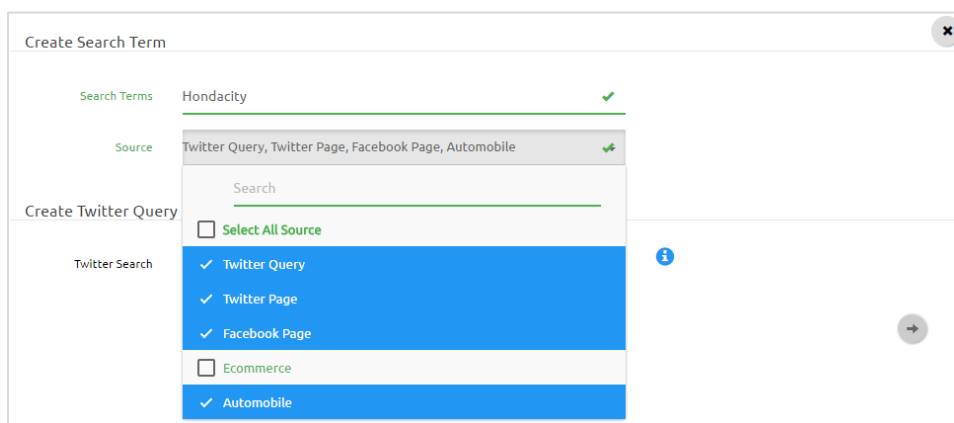 Create Search Term
Search Terms Hondacity
Source Twitter Query, Twitter Page, Facebook Page, Automobile
Search
Create Twitter Query
Select All Source
Twitter Search
Twitter Query
Twitter Page
Facebook Page
Ecommerce
Automobile